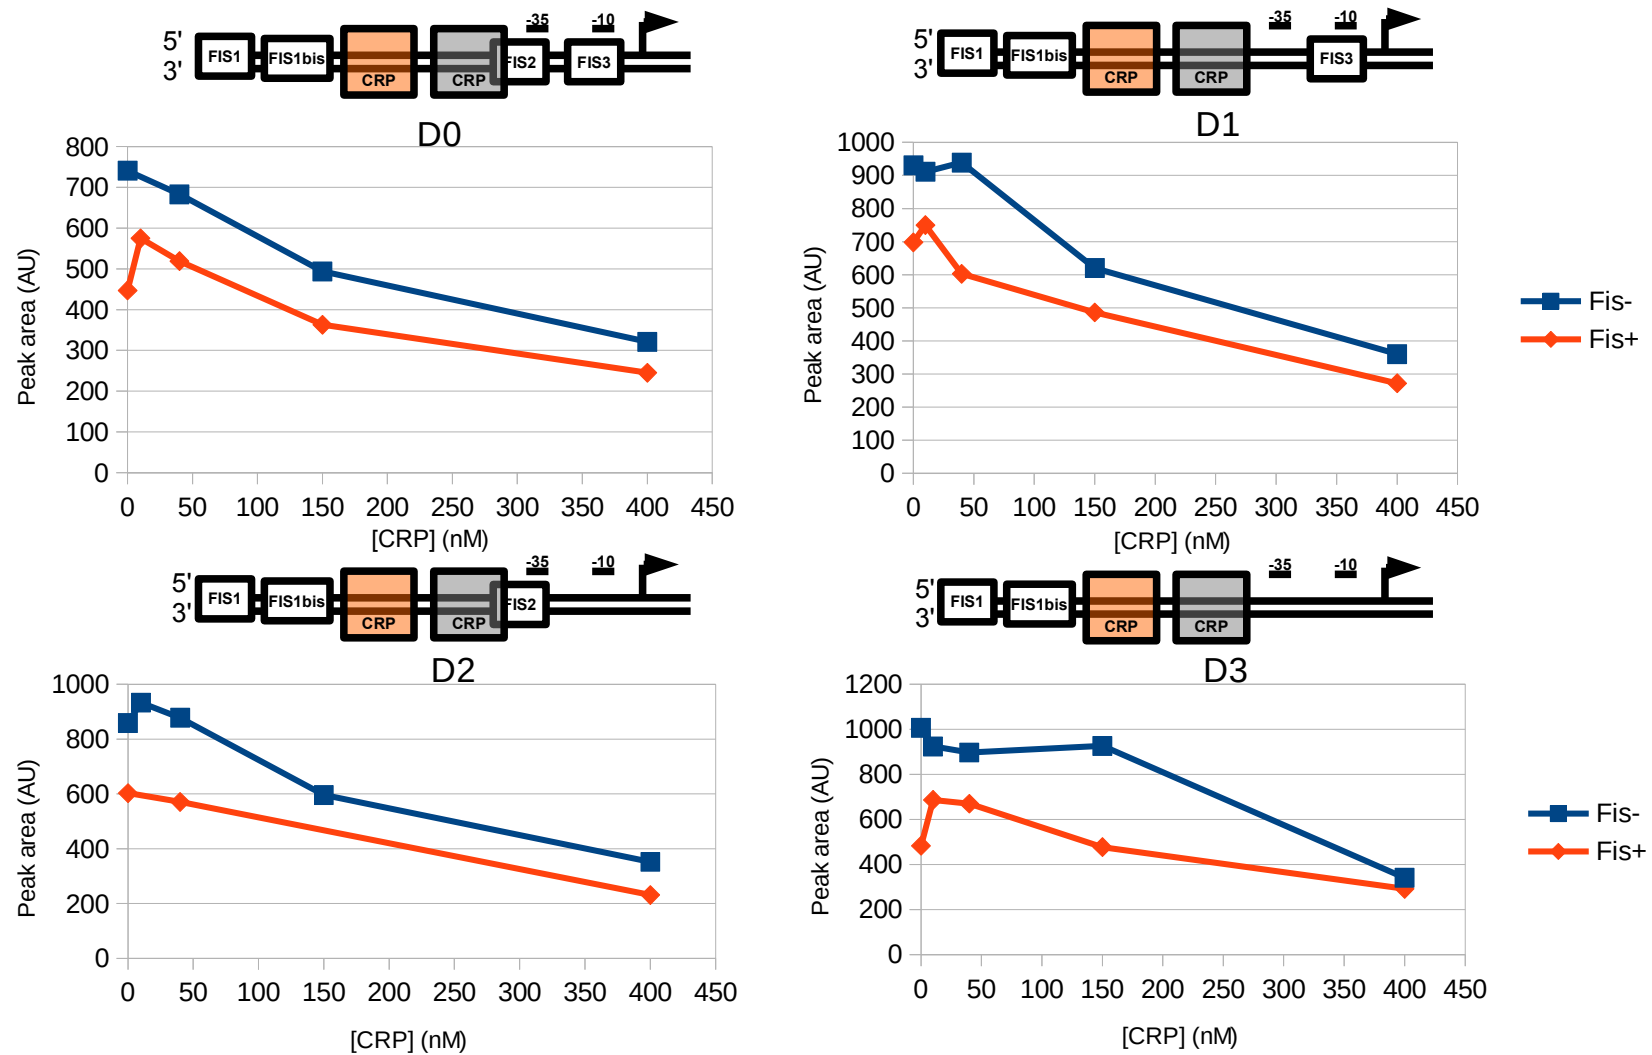 -35 -10
5'
3'
FIS1 FIS1bis CRP CRP FIS2 FIS3
D0
Peak area (AU)
800
700
600
500
400
300
200
100
0
0 50 100 150 200 250 300 350 400 450
[CRP] (nM)
-35 -10
5'
3'
FIS1 FIS1bis CRP CRP FIS3
D1
Peak area (AU)
1000
900
800
700
600
500
400
300
200
100
0
0 50 100 150 200 250 300 350 400 450
[CRP] (nM)
Fis-
Fis+
-35 -10
5'
3'
FIS1 FIS1bis CRP CRP FIS2
D2
Peak area (AU)
1000
800
600
400
200
0
0 50 100 150 200 250 300 350 400 450
[CRP] (nM)
-35 -10
5'
3'
FIS1 FIS1bis CRP CRP
D3
Peak area (AU)
1200
1000
800
600
400
200
0
0 50 100 150 200 250 300 350 400 450
[CRP] (nM)
Fis-
Fis+